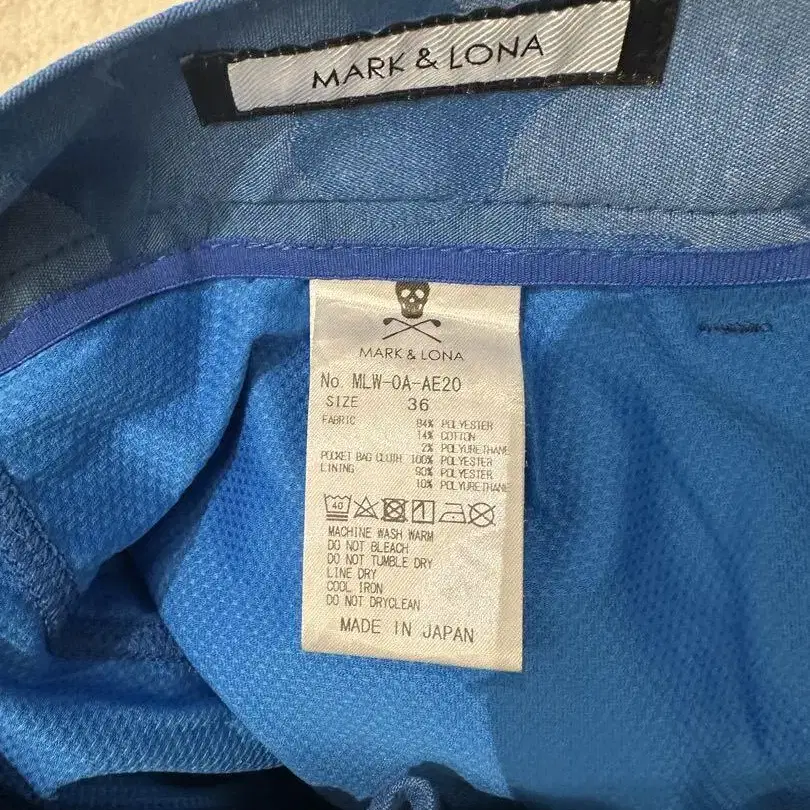 MARK & LONA
MARK & LONA
No. MLW-0A-AE20
SIZE 36
FABRIC 84% POLYESTER
14% COTTON
2% POLYURETHANE
POCKET BAG CLOTH 100% POLYESTER
LINING 90% POLYESTER
10% POLYURETHANE
40
MACHINE WASH WARM
DO NOT BLEACH
DO NOT TUMBLE DRY
LINE DRY
COOL IRON
DO NOT DRYCLEAN
MADE IN JAPAN